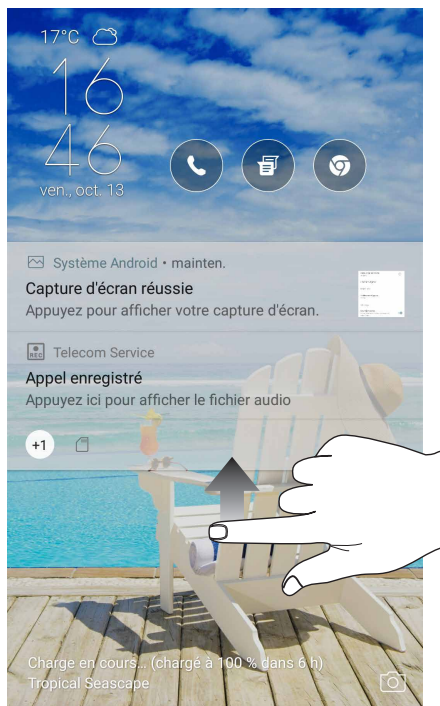 17°C
16
46
ven., oct. 13
Système Android • mainten.
Capture d'écran réussie
Appuyez pour afficher votre capture d'écran.
REC Telecom Service
Appel enregistré
Appuyez ici pour afficher le fichier audio
+1
Charge en cours... (chargé à 100 % dans 6 h)
Tropical Seascape